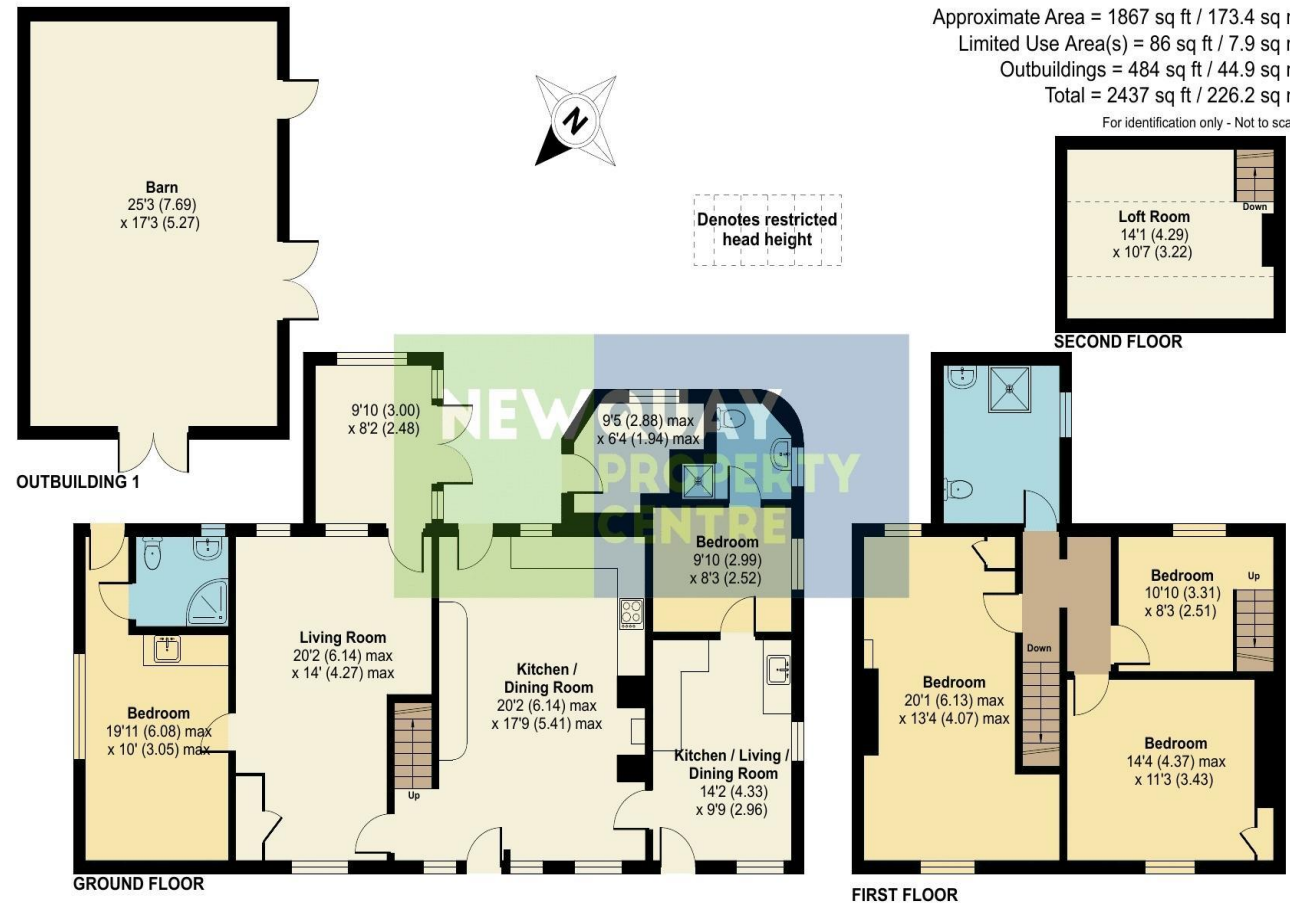 Approximate Area = 1867 sq ft / 173.4 sq
Limited Use Area(s) = 86 sq ft / 7.9 sq
Outbuildings = 484 sq ft / 44.9 sq
Total = 2437 sq ft / 226.2 sq
For identification only - Not to
N
Denotes restricted
head height
Barn
25'3 (7.69)
x 17'3 (5.27)
OUTBUILDING 1
Down
Loft Room
14'1 (4.29)
x 10'7 (3.22)
SECOND FLOOR
NEWQUAY
PROPERTY
CENTRE
9'10 (3.00)
x 8'2 (2.48)
9'5 (2.88) max
x 6'4 (1.94) max
Bedroom
9'10 (2.99)
x 8'3 (2.52)
Living Room
20'2 (6.14) max
x 14' (4.27) max
Kitchen /
Dining Room
20'2 (6.14) max
x 17'9 (5.41) max
Bedroom
19'11 (6.08) max
x 10' (3.05) max
Up
Kitchen / Living /
Dining Room
14'2 (4.33)
x 9'9 (2.96)
GROUND FLOOR
Bedroom
10'10 (3.31)
x 8'3 (2.51)
Up
Down
Bedroom
20'1 (6.13) max
x 13'4 (4.07) max
Bedroom
14'4 (4.37) max
x 11'3 (3.43)
FIRST FLOOR